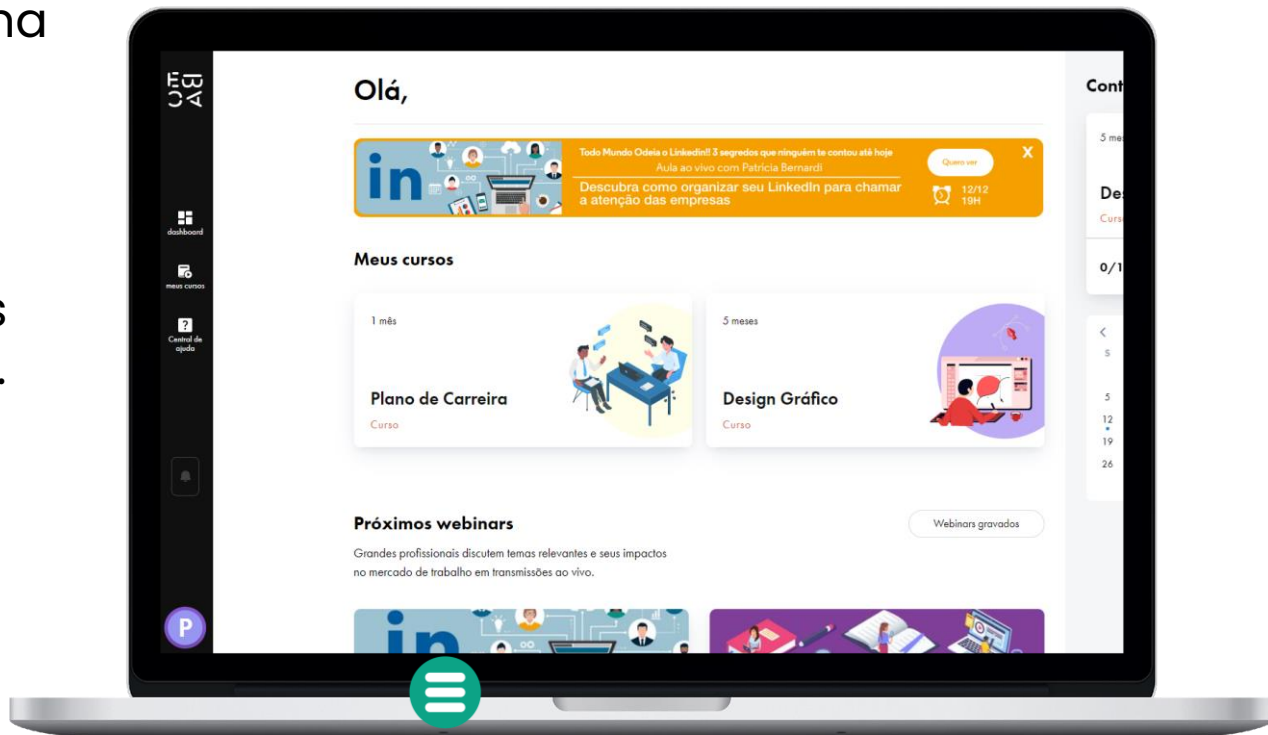 na
s
.
EBAC
dashboard
meus cursos
Central de
ajuda
P
Olá,
in
Todo Mundo Odeia o Linkedin!! 3 segredos que ninguém te contou até hoje
Aula ao vivo com Patricia Bernardi
Descubra como organizar seu LinkedIn para chamar
a atenção das empresas
Quero ver
X
12/12
19H
Meus cursos
1 mês
Plano de Carreira
Curso
5 meses
Design Gráfico
Curso
Próximos webinars
Webinars gravados
Grandes profissionais discutem temas relevantes e seus impactos
no mercado de trabalho em transmissões ao vivo.
in
Cont
5 me
De
Curs
0/1
<
S
5
12
19
26